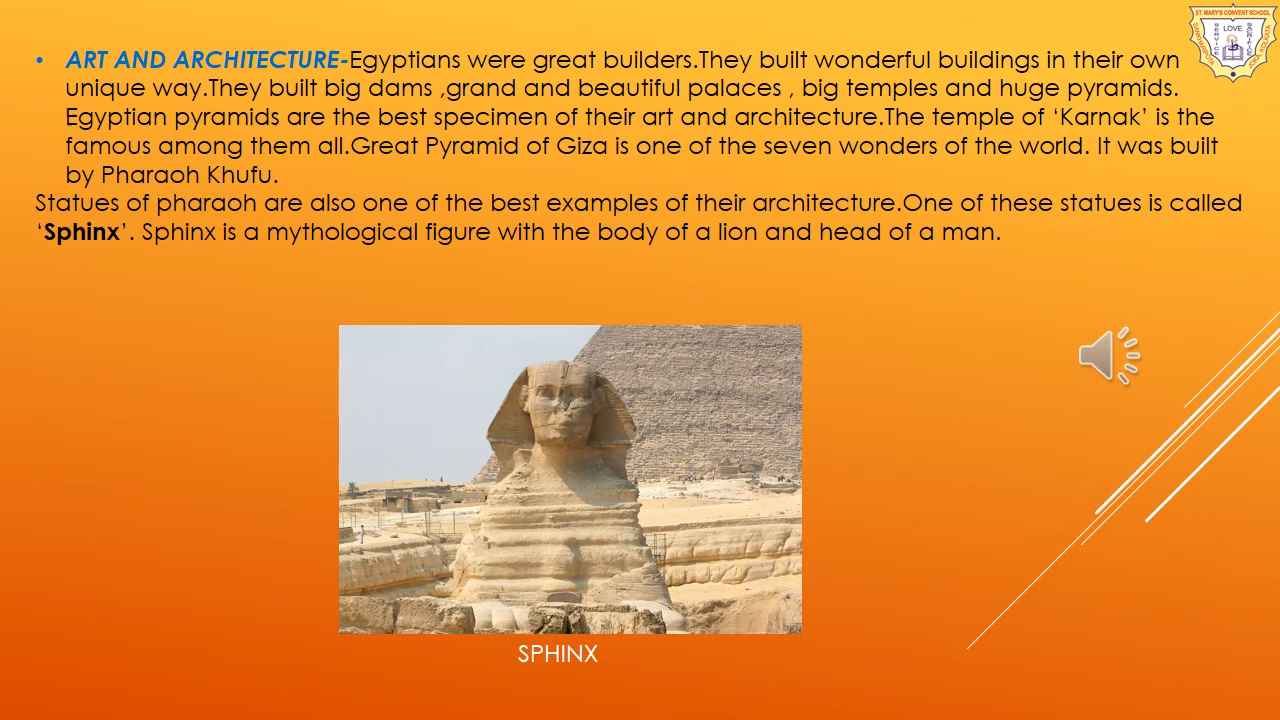 ST. MARY'S CONVENT SCHOOL
LOVE
SERVICE
SACRIFICE
• ART AND ARCHITECTURE-Egyptians were great builders.They built wonderful buildings in their own
unique way.They built big dams ,grand and beautiful palaces , big temples and huge pyramids.
Egyptian pyramids are the best specimen of their art and architecture.The temple of ‘Karnak’ is the
famous among them all.Great Pyramid of Giza is one of the seven wonders of the world. It was built
by Pharaoh Khufu.
Statues of pharaoh are also one of the best examples of their architecture.One of these statues is called
‘Sphinx’. Sphinx is a mythological figure with the body of a lion and head of a man.
SPHINX